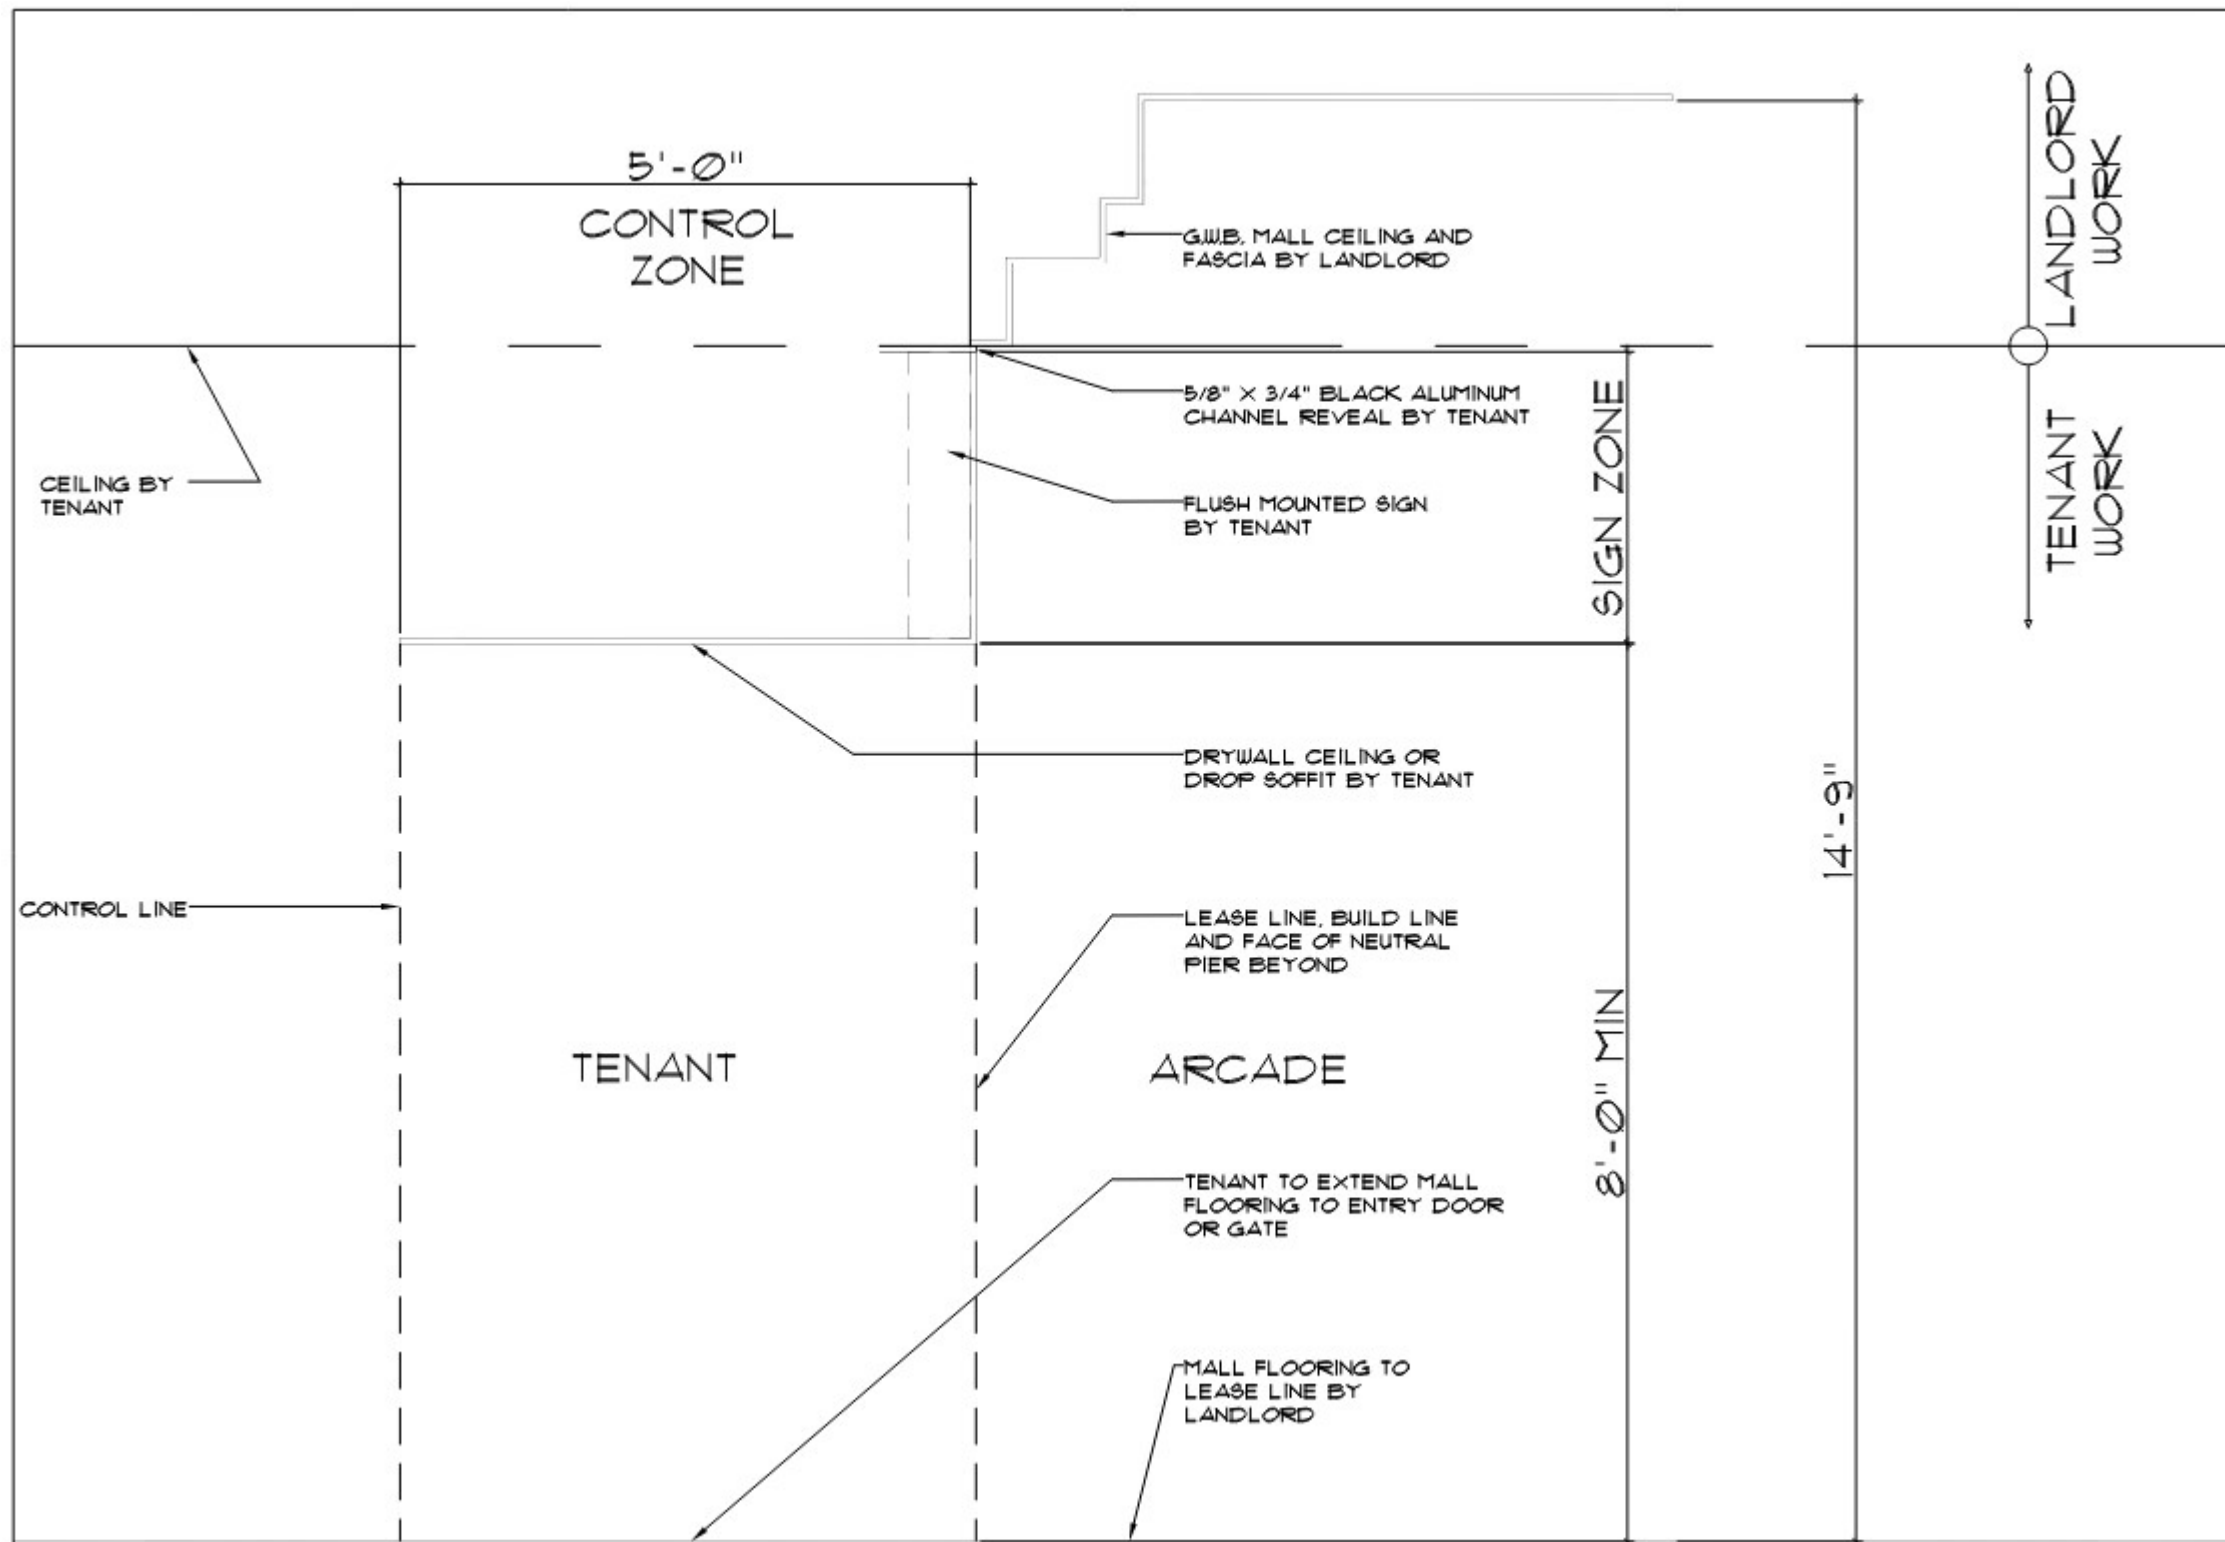 5'-0"
CONTROL
ZONE
G.W.B. MALL CEILING AND
FASCIA BY LANDLORD
LANDLORD
WORK
5/8" X 3/4" BLACK ALUMINUM
CHANNEL REVEAL BY TENANT
SIGN ZONE
TENANT
WORK
CEILING BY
TENANT
FLUSH MOUNTED SIGN
BY TENANT
DRYWALL CEILING OR
DROP SOFFIT BY TENANT
14'-9"
CONTROL LINE
LEASE LINE, BUILD LINE
AND FACE OF NEUTRAL
PIER BEYOND
8'-0" MIN
TENANT
ARCADE
TENANT TO EXTEND MALL
FLOORING TO ENTRY DOOR
OR GATE
MALL FLOORING TO
LEASE LINE BY
LANDLORD